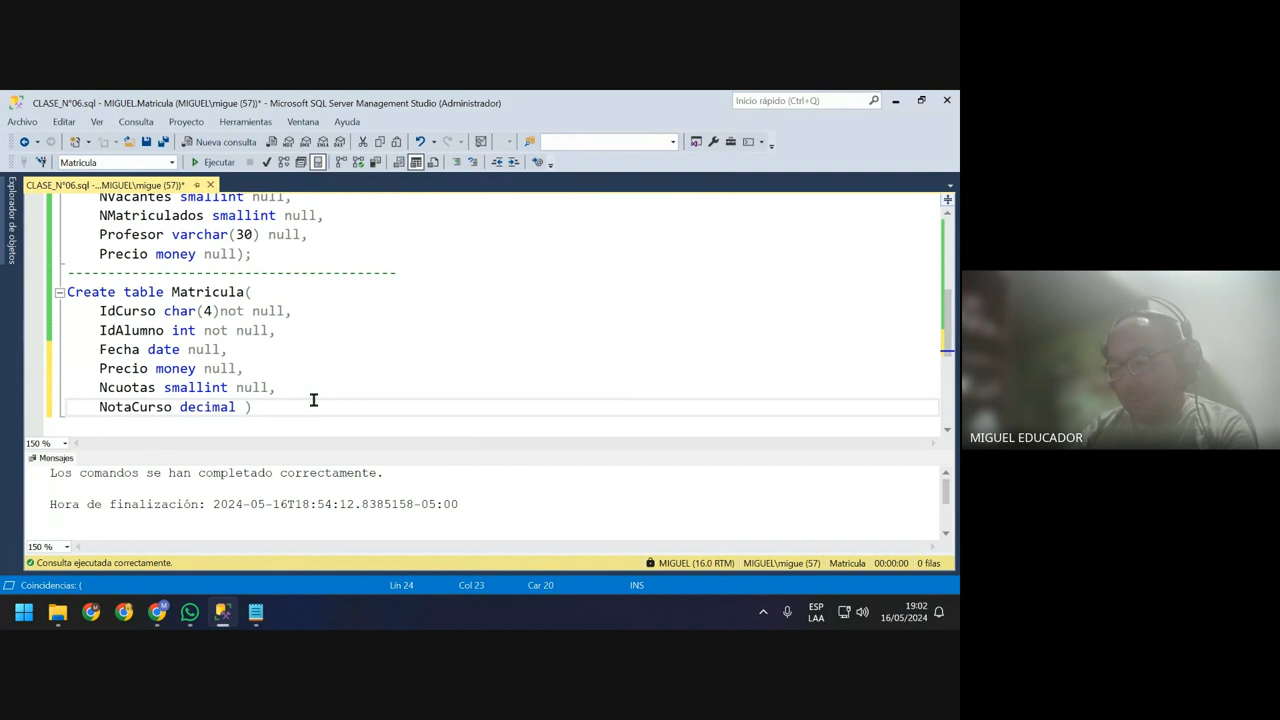 CLASE_N°06.sql - MIGUEL.Matricula (MIGUEL\migue (57))* - Microsoft SQL Server Management Studio (Administrador)
Inicio rápido (Ctrl+Q)
Archivo Editar Ver Consulta Proyecto Herramientas Ventana Ayuda
Nueva consulta
Matricula
Ejecutar
CLASE_N°06.sql -...MIGUEL\migue (57))*
Explorador de objetos
NVacantes smallint null,
NMatriculados smallint null,
Profesor varchar(30) null,
Precio money null);
-----------------------------------------
Create table Matricula(
IdCurso char(4)not null,
IdAlumno int not null,
Fecha date null,
Precio money null,
Ncuotas smallint null,
NotaCurso decimal )
150 %
Mensajes
Los comandos se han completado correctamente.
Hora de finalización: 2024-05-16T18:54:12.8385158-05:00
150 %
Consulta ejecutada correctamente.
MIGUEL (16.0 RTM) MIGUEL\migue (57) Matricula 00:00:00 0 filas
Coincidencias: (
Lín 24 Col 23 Car 20 INS
ESP
LAA
19:02
16/05/2024
MIGUEL EDUCADOR